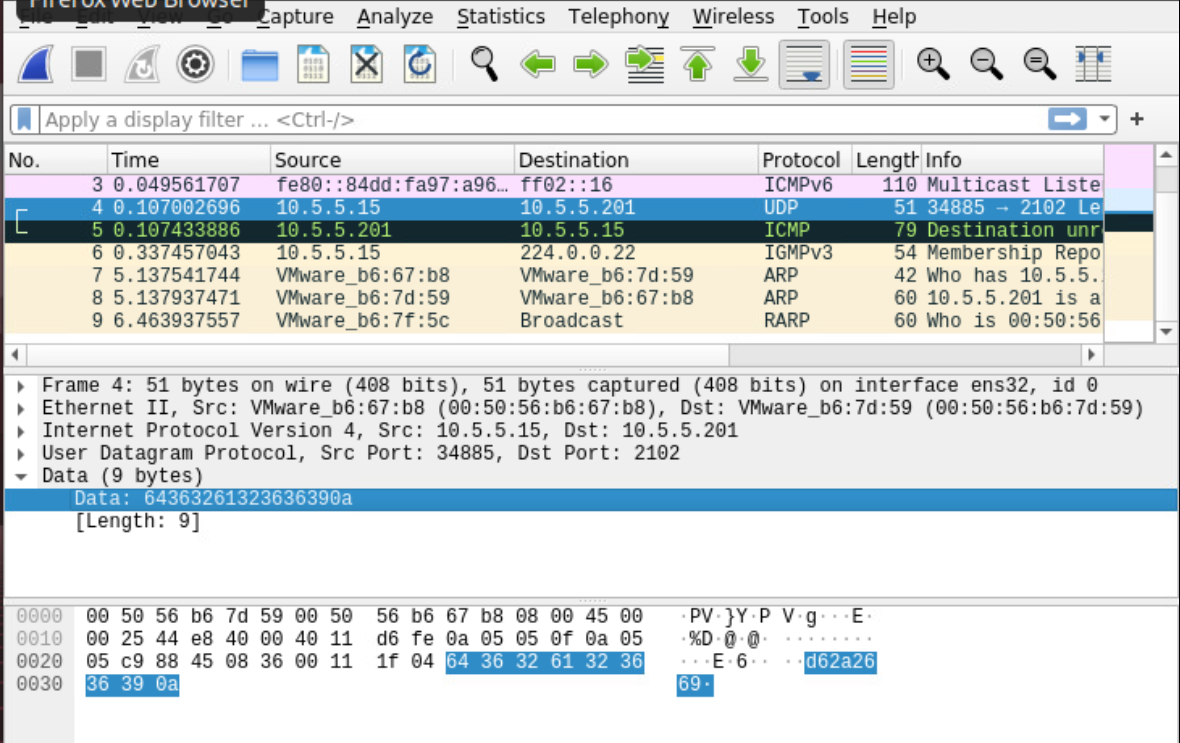 Firefox Web Browser
File Edit View Go Capture Analyze Statistics Telephony Wireless Tools Help
Apply a display filter ... <Ctrl-/>
No. Time Source Destination Protocol Length Info
3 0.049561707 fe80::84dd:fa97:a96… ff02::16 ICMPv6 110 Multicast Liste
4 0.107002696 10.5.5.15 10.5.5.201 UDP 51 34885 → 2102 Le
5 0.107433886 10.5.5.201 10.5.5.15 ICMP 79 Destination unr
6 0.337457043 10.5.5.15 224.0.0.22 IGMPv3 54 Membership Repo
7 5.137541744 VMware_b6:67:b8 VMware_b6:7d:59 ARP 42 Who has 10.5.5.
8 5.137937471 VMware_b6:7d:59 VMware_b6:67:b8 ARP 60 10.5.5.201 is a
9 6.463937557 VMware_b6:7f:5c Broadcast RARP 60 Who is 00:50:56
Frame 4: 51 bytes on wire (408 bits), 51 bytes captured (408 bits) on interface ens32, id 0
Ethernet II, Src: VMware_b6:67:b8 (00:50:56:b6:67:b8), Dst: VMware_b6:7d:59 (00:50:56:b6:7d:59)
Internet Protocol Version 4, Src: 10.5.5.15, Dst: 10.5.5.201
User Datagram Protocol, Src Port: 34885, Dst Port: 2102
Data (9 bytes)
Data: 64363261323636390a
[Length: 9]
0000 00 50 56 b6 7d 59 00 50 56 b6 67 b8 08 00 45 00 ·PV·}Y·P V·g···E·
0010 00 25 44 e8 40 00 40 11 d6 fe 0a 05 05 0f 0a 05 ·%D·@·@· ········
0020 05 c9 88 45 08 36 00 11 1f 04 64 36 32 61 32 36 ···E·6·· ··d62a26
0030 36 39 0a 69·